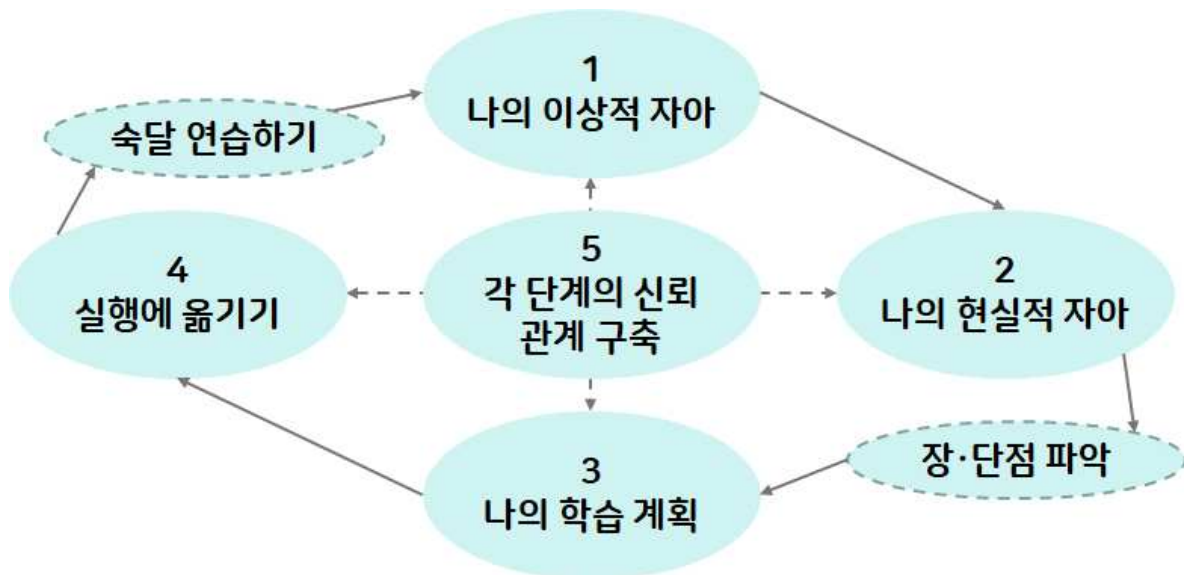 1
나의 이상적 자아
숙달 연습하기
4
실행에 옮기기
5
각 단계의 신뢰
관계 구축
2
나의 현실적 자아
장·단점 파악
3
나의 학습 계획